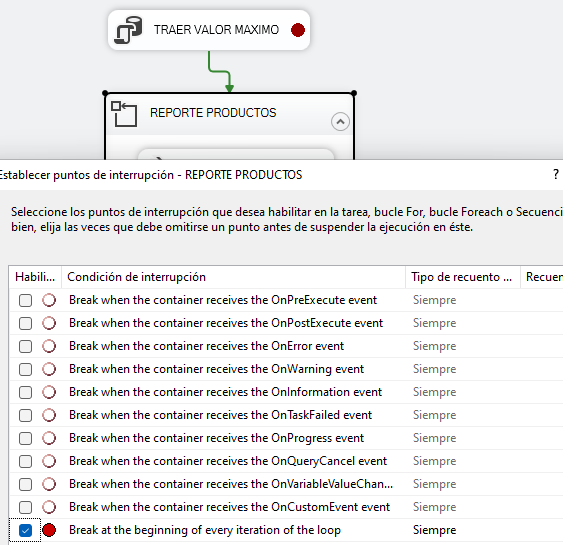 TRAER VALOR MAXIMO
REPORTE PRODUCTOS
Establecer puntos de interrupción - REPORTE PRODUCTOS ?
Seleccione los puntos de interrupción que desea habilitar en la tarea, bucle For, bucle Foreach o Secuenci
bien, elija las veces que debe omitirse un punto antes de suspender la ejecución en éste.
Habili... Condición de interrupción Tipo de recuento ... Recuen
Break when the container receives the OnPreExecute event Siempre
Break when the container receives the OnPostExecute event Siempre
Break when the container receives the OnError event Siempre
Break when the container receives the OnWarning event Siempre
Break when the container receives the OnInformation event Siempre
Break when the container receives the OnTaskFailed event Siempre
Break when the container receives the OnProgress event Siempre
Break when the container receives the OnQueryCancel event Siempre
Break when the container receives the OnVariableValueChan... Siempre
Break when the container receives the OnCustomEvent event Siempre
Break at the beginning of every iteration of the loop Siempre